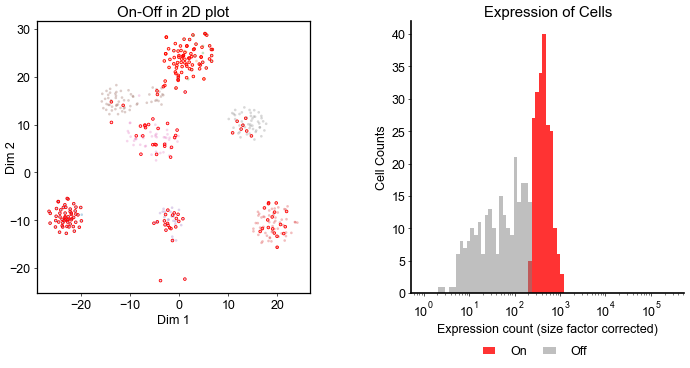 On-Off in 2D plot
Dim 2
30
20
10
0
−10
−20
−20 −10 0 10 20
Dim 1
Expression of Cells
Cell Counts
40
35
30
25
20
15
10
5
0
10^0 10^1 10^2 10^3 10^4 10^5
Expression count (size factor corrected)
On Off